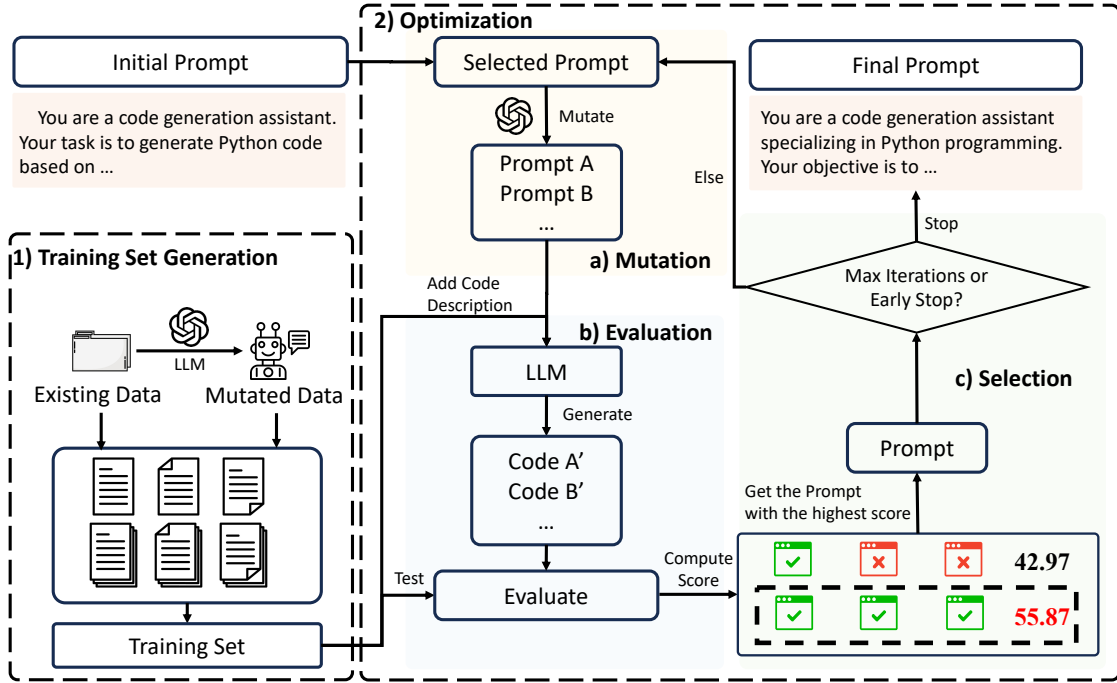 Initial Prompt
You are a code generation assistant.
Your task is to generate Python code
based on ...
1) Training Set Generation
LLM
Existing Data
Mutated Data
Training Set
2) Optimization
Selected Prompt
Mutate
Prompt A
Prompt B
...
a) Mutation
Add Code
Description
b) Evaluation
LLM
Generate
Code A’
Code B’
...
Test
Evaluate
Compute
Score
Final Prompt
You are a code generation assistant
specializing in Python programming.
Your objective is to ...
Else
Stop
Max Iterations or
Early Stop?
c) Selection
Prompt
Get the Prompt
with the highest score
42.97
55.87